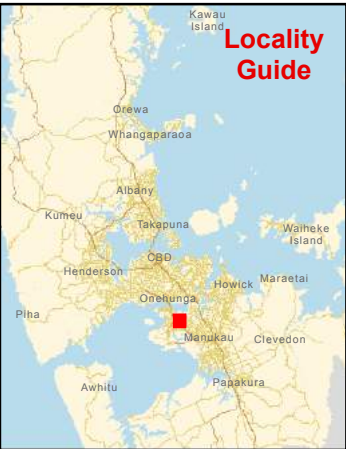 Kawau
Island
Locality
Guide
Orewa
Whangaparaoa
Albany
Kumeu
Takapuna
Waiheke
Island
CBD
Henderson
Howick
Maraetai
Onehunga
Piha
Manukau
Clevedon
Papakura
Awhitu